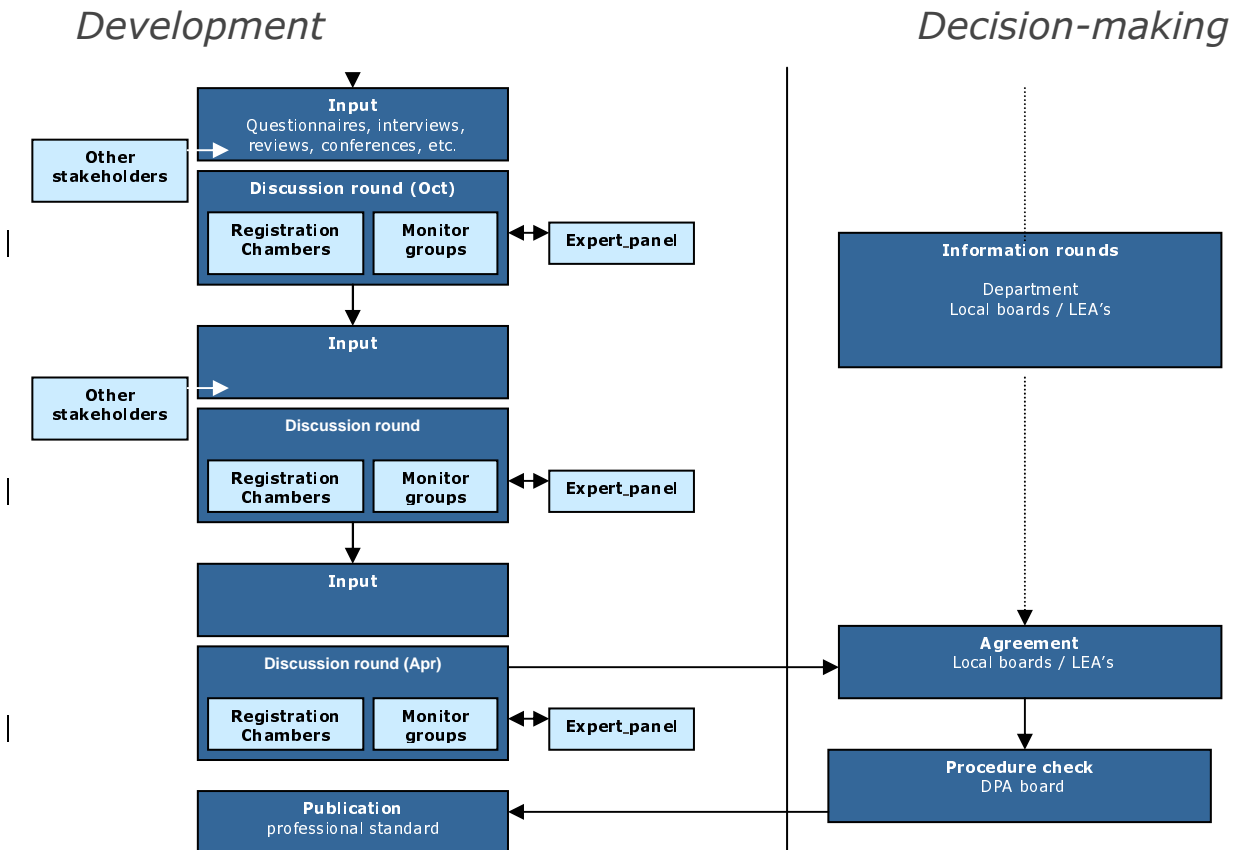 Development
Decision-making
Input
Questionnaires, interviews,
reviews, conferences, etc.
Other
stakeholders
Discussion round (Oct)
Registration
Chambers
Monitor
groups
Expert_panel
Information rounds
Department
Local boards / LEA's
Input
Other
stakeholders
Discussion round
Registration
Chambers
Monitor
groups
Expert_panel
Input
Agreement
Local boards / LEA's
Discussion round (Apr)
Registration
Chambers
Monitor
groups
Expert_panel
Procedure check
DPA board
Publication
professional standard